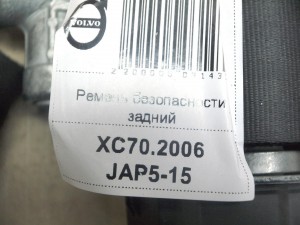 VOLVO
Ремень безопасности
задний
XC70.2006
JAP5-15